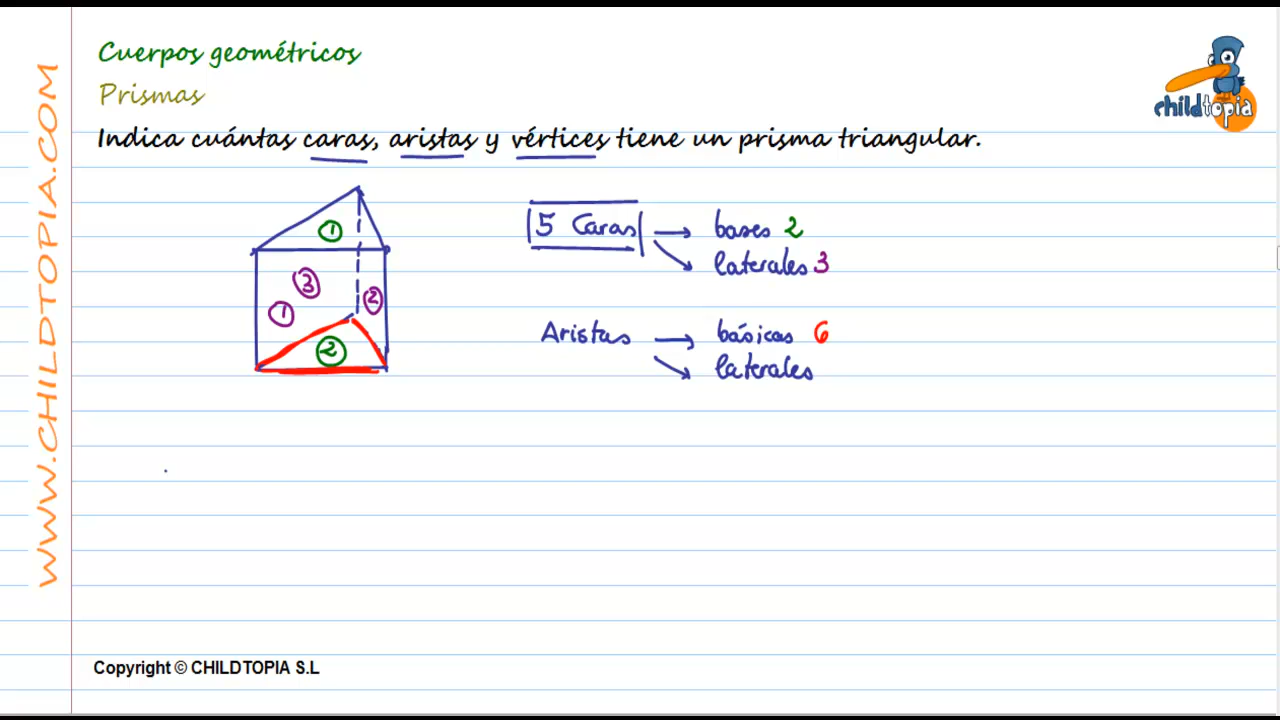 Cuerpos geométricos
Prismas
Indica cuántas caras, aristas y vértices tiene un prisma triangular.
childtopia
WWW.CHILDTOPIA.COM
1
3
1
2
2
5 Caras → bases 2
laterales 3
Aristas → básicas 6
laterales
Copyright © CHILDTOPIA S.L